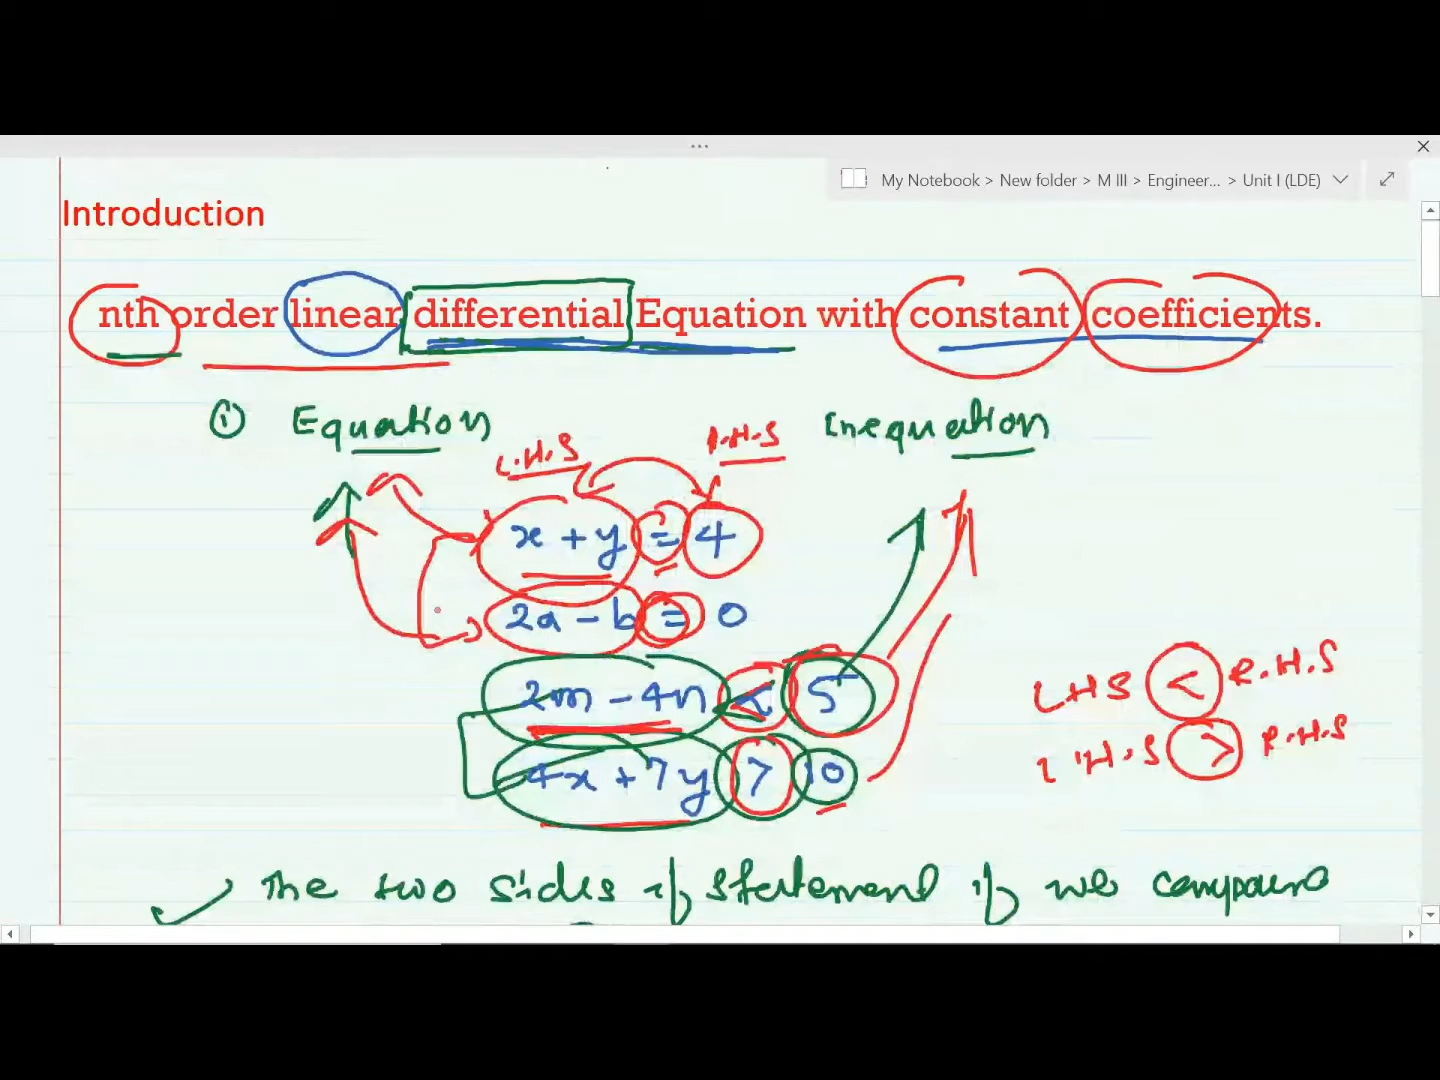 My Notebook > New folder > M III > Engineer... > Unit I (LDE)
Introduction
nth order linear differential Equation with constant coefficients.
① Equation Inequation
L.H.S R.H.S
x + y = 4
2a - b = 0
2m - 4n < 5
4x + 7y > 10
LHS < R.H.S
L.H.S > R.H.S
The two sides of statement if we compare